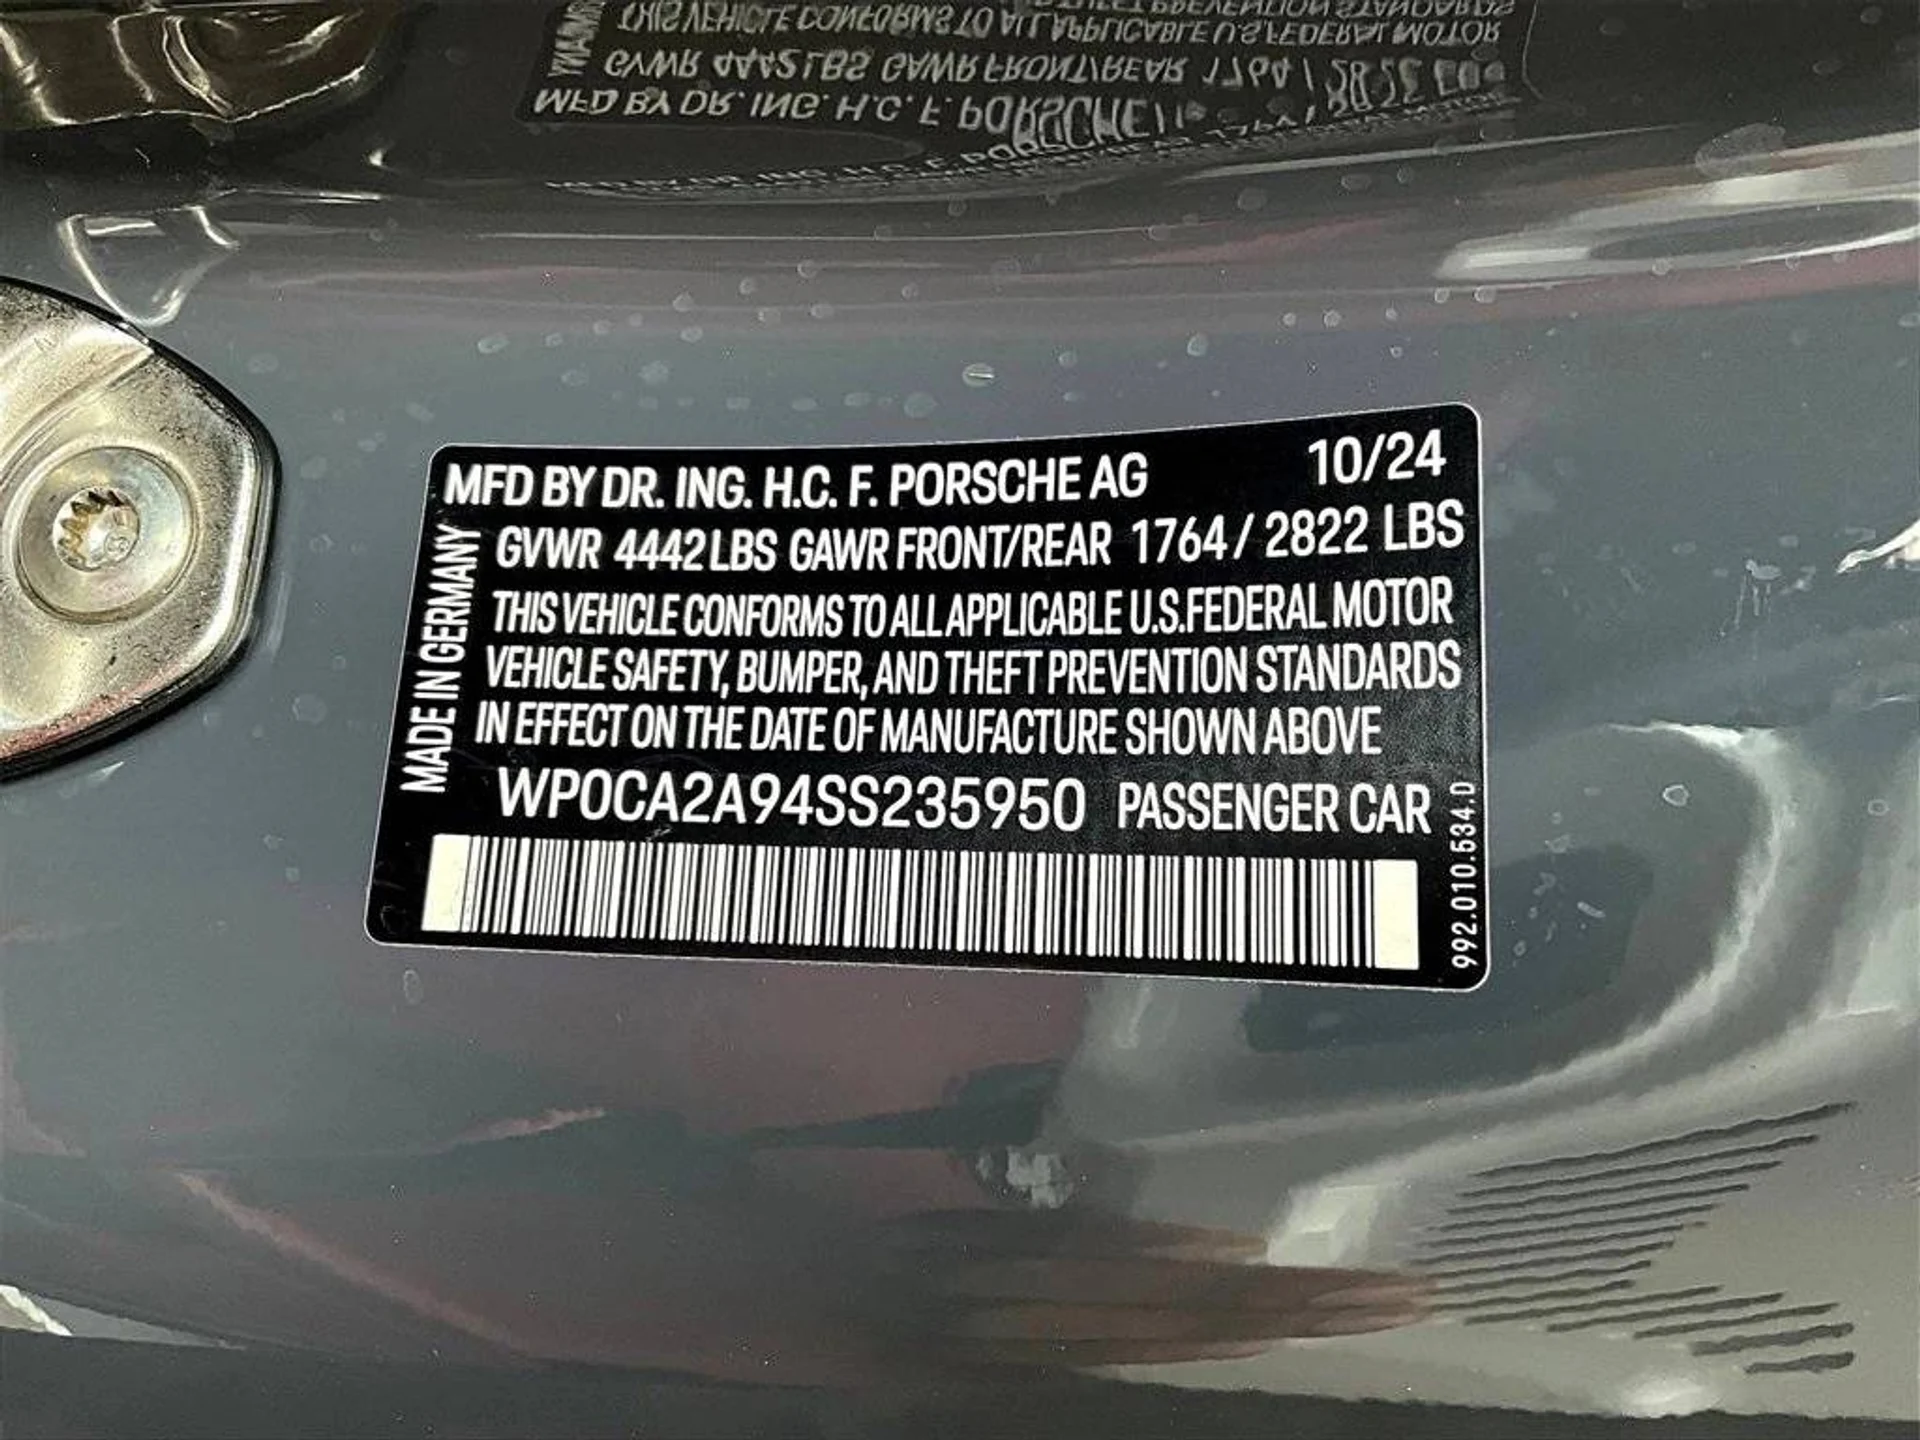 MFD BY DR. ING. H.C. F. PORSCHE AG 10/24
GVWR 4442LBS GAWR FRONT/REAR 1764 / 2822 LBS
THIS VEHICLE CONFORMS TO ALL APPLICABLE U.S.FEDERAL MOTOR
VEHICLE SAFETY, BUMPER, AND THEFT PREVENTION STANDARDS
IN EFFECT ON THE DATE OF MANUFACTURE SHOWN ABOVE
WP0CA2A94SS235950 PASSENGER CAR
MADE IN GERMANY
992.010.534.0